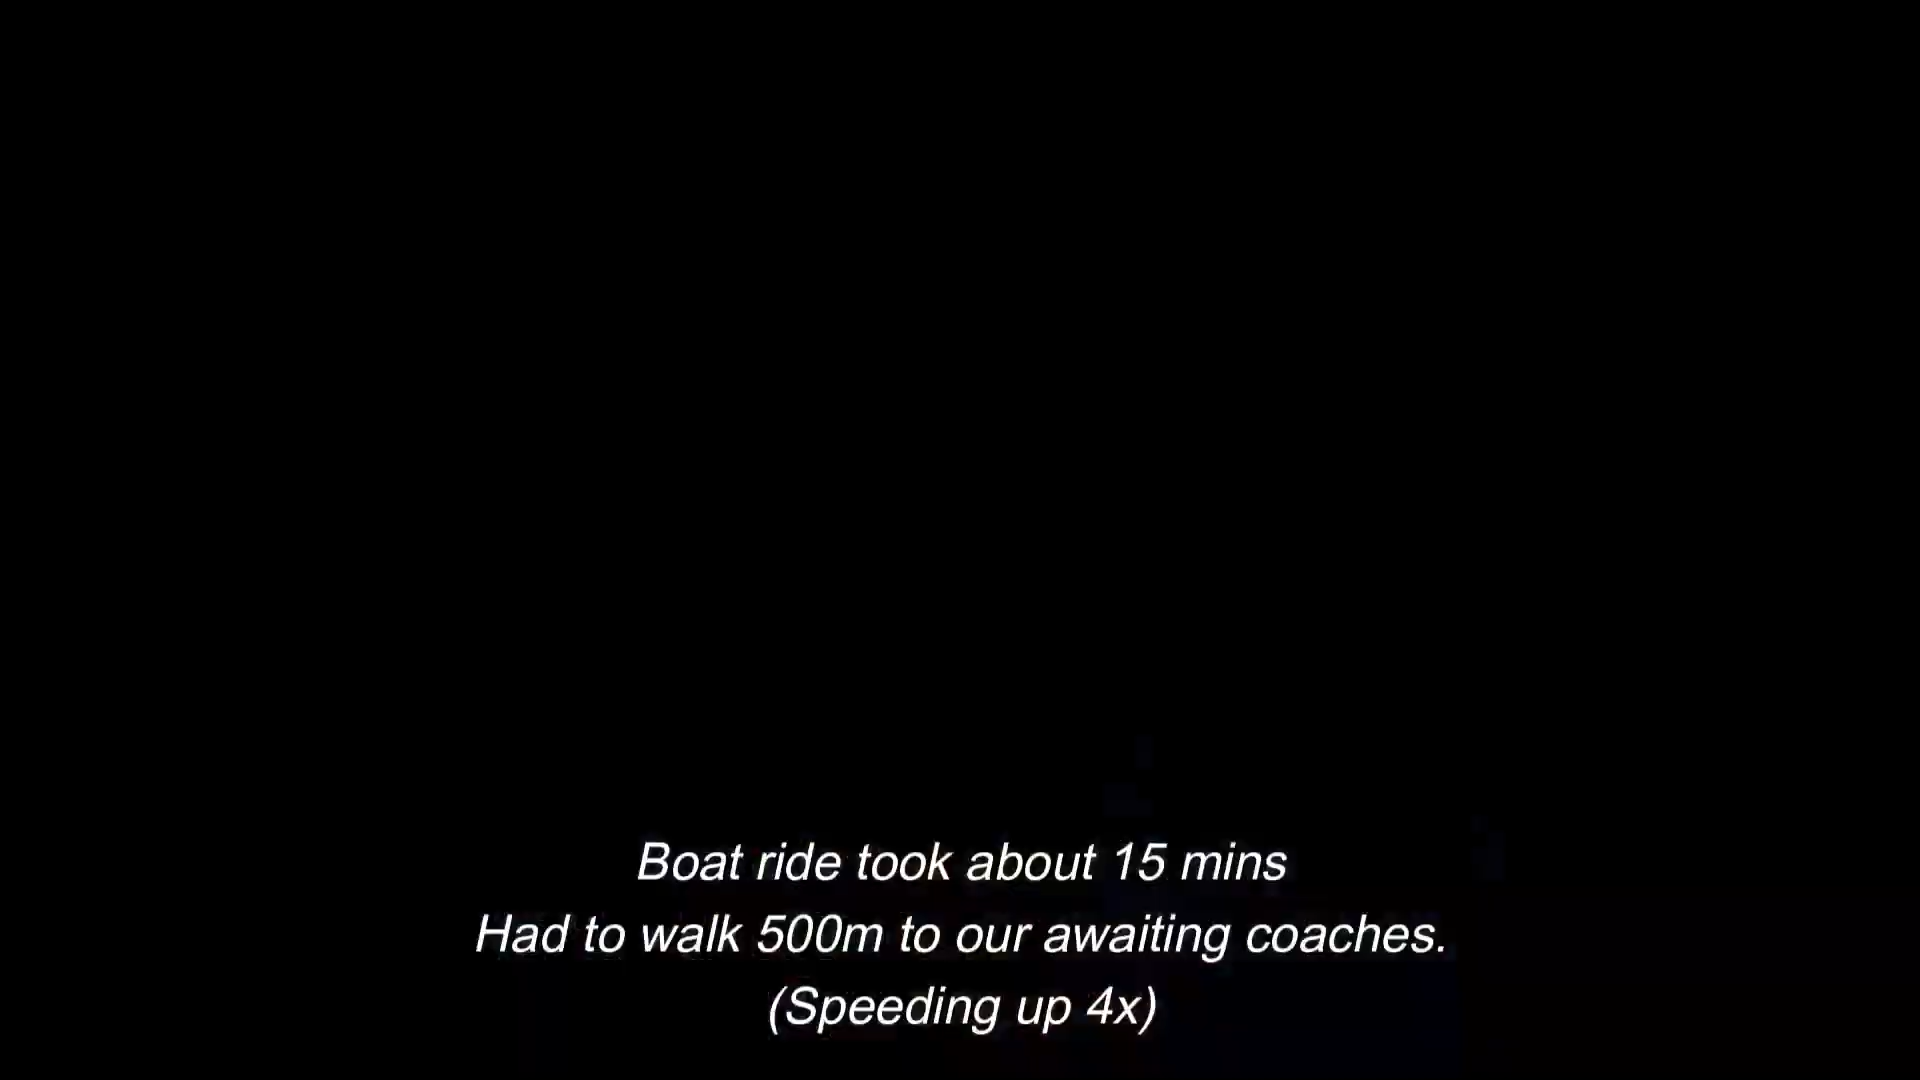 Boat ride took about 15 mins
Had to walk 500m to our awaiting coaches.
(Speeding up 4x)